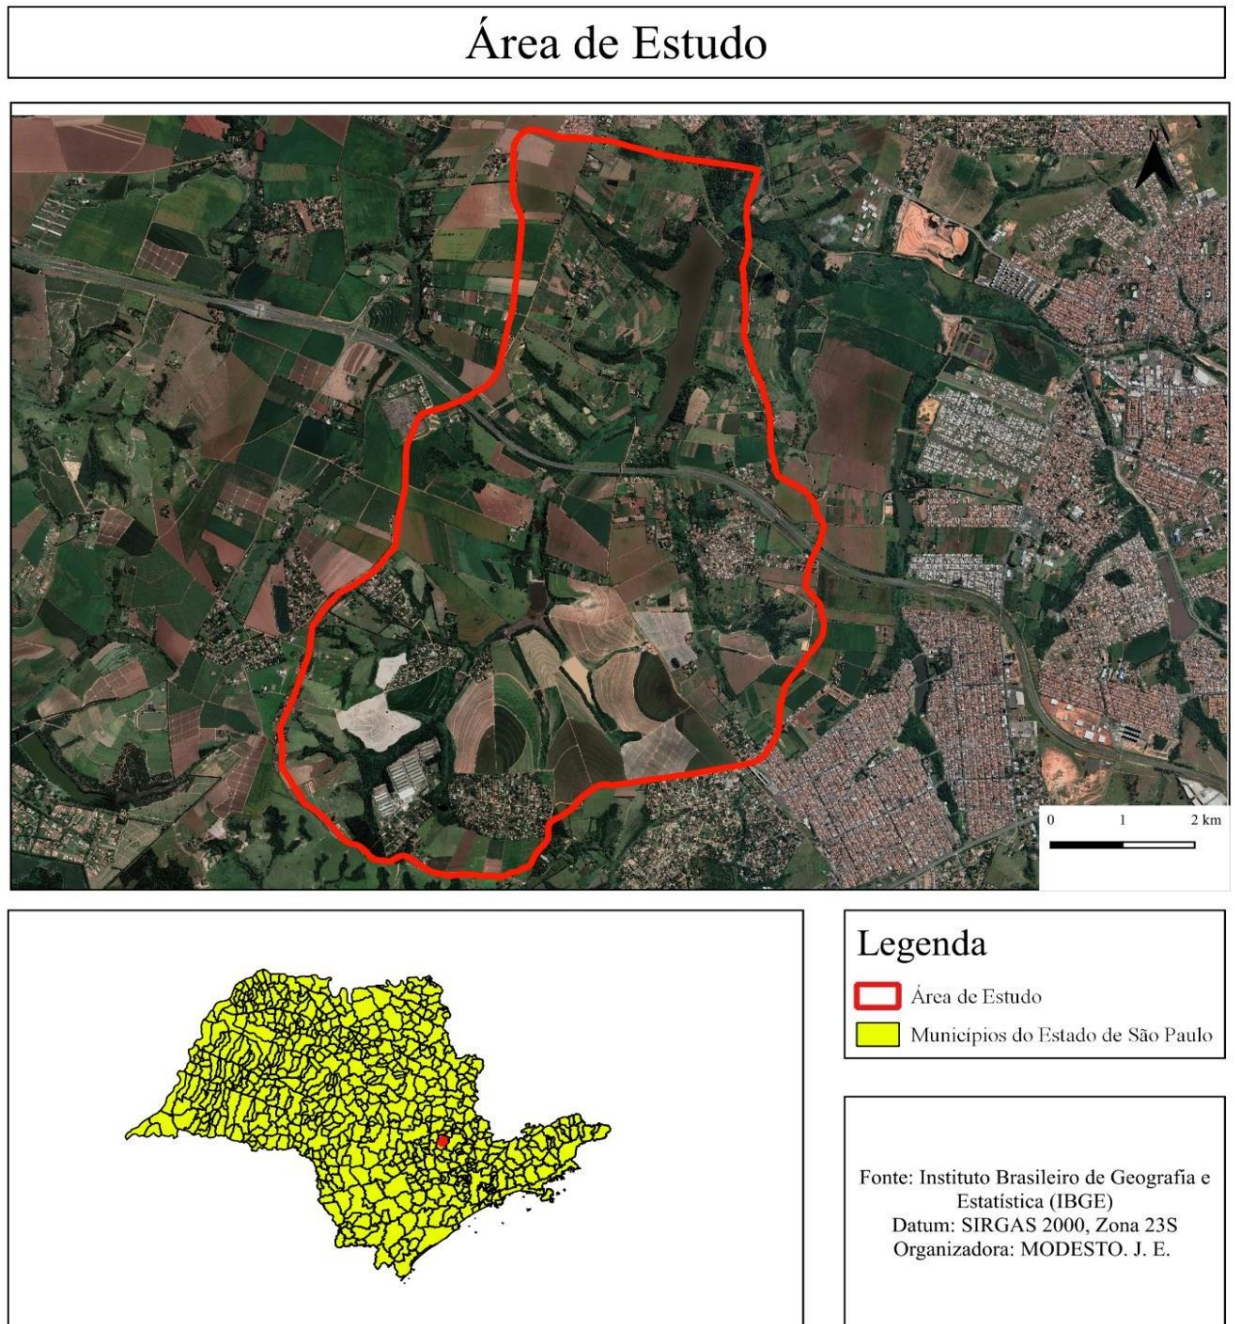 Área de Estudo
N
0 1 2 km
Legenda
Área de Estudo
Municípios do Estado de São Paulo
Fonte: Instituto Brasileiro de Geografia e
Estatística (IBGE)
Datum: SIRGAS 2000, Zona 23S
Organizadora: MODESTO. J. E.